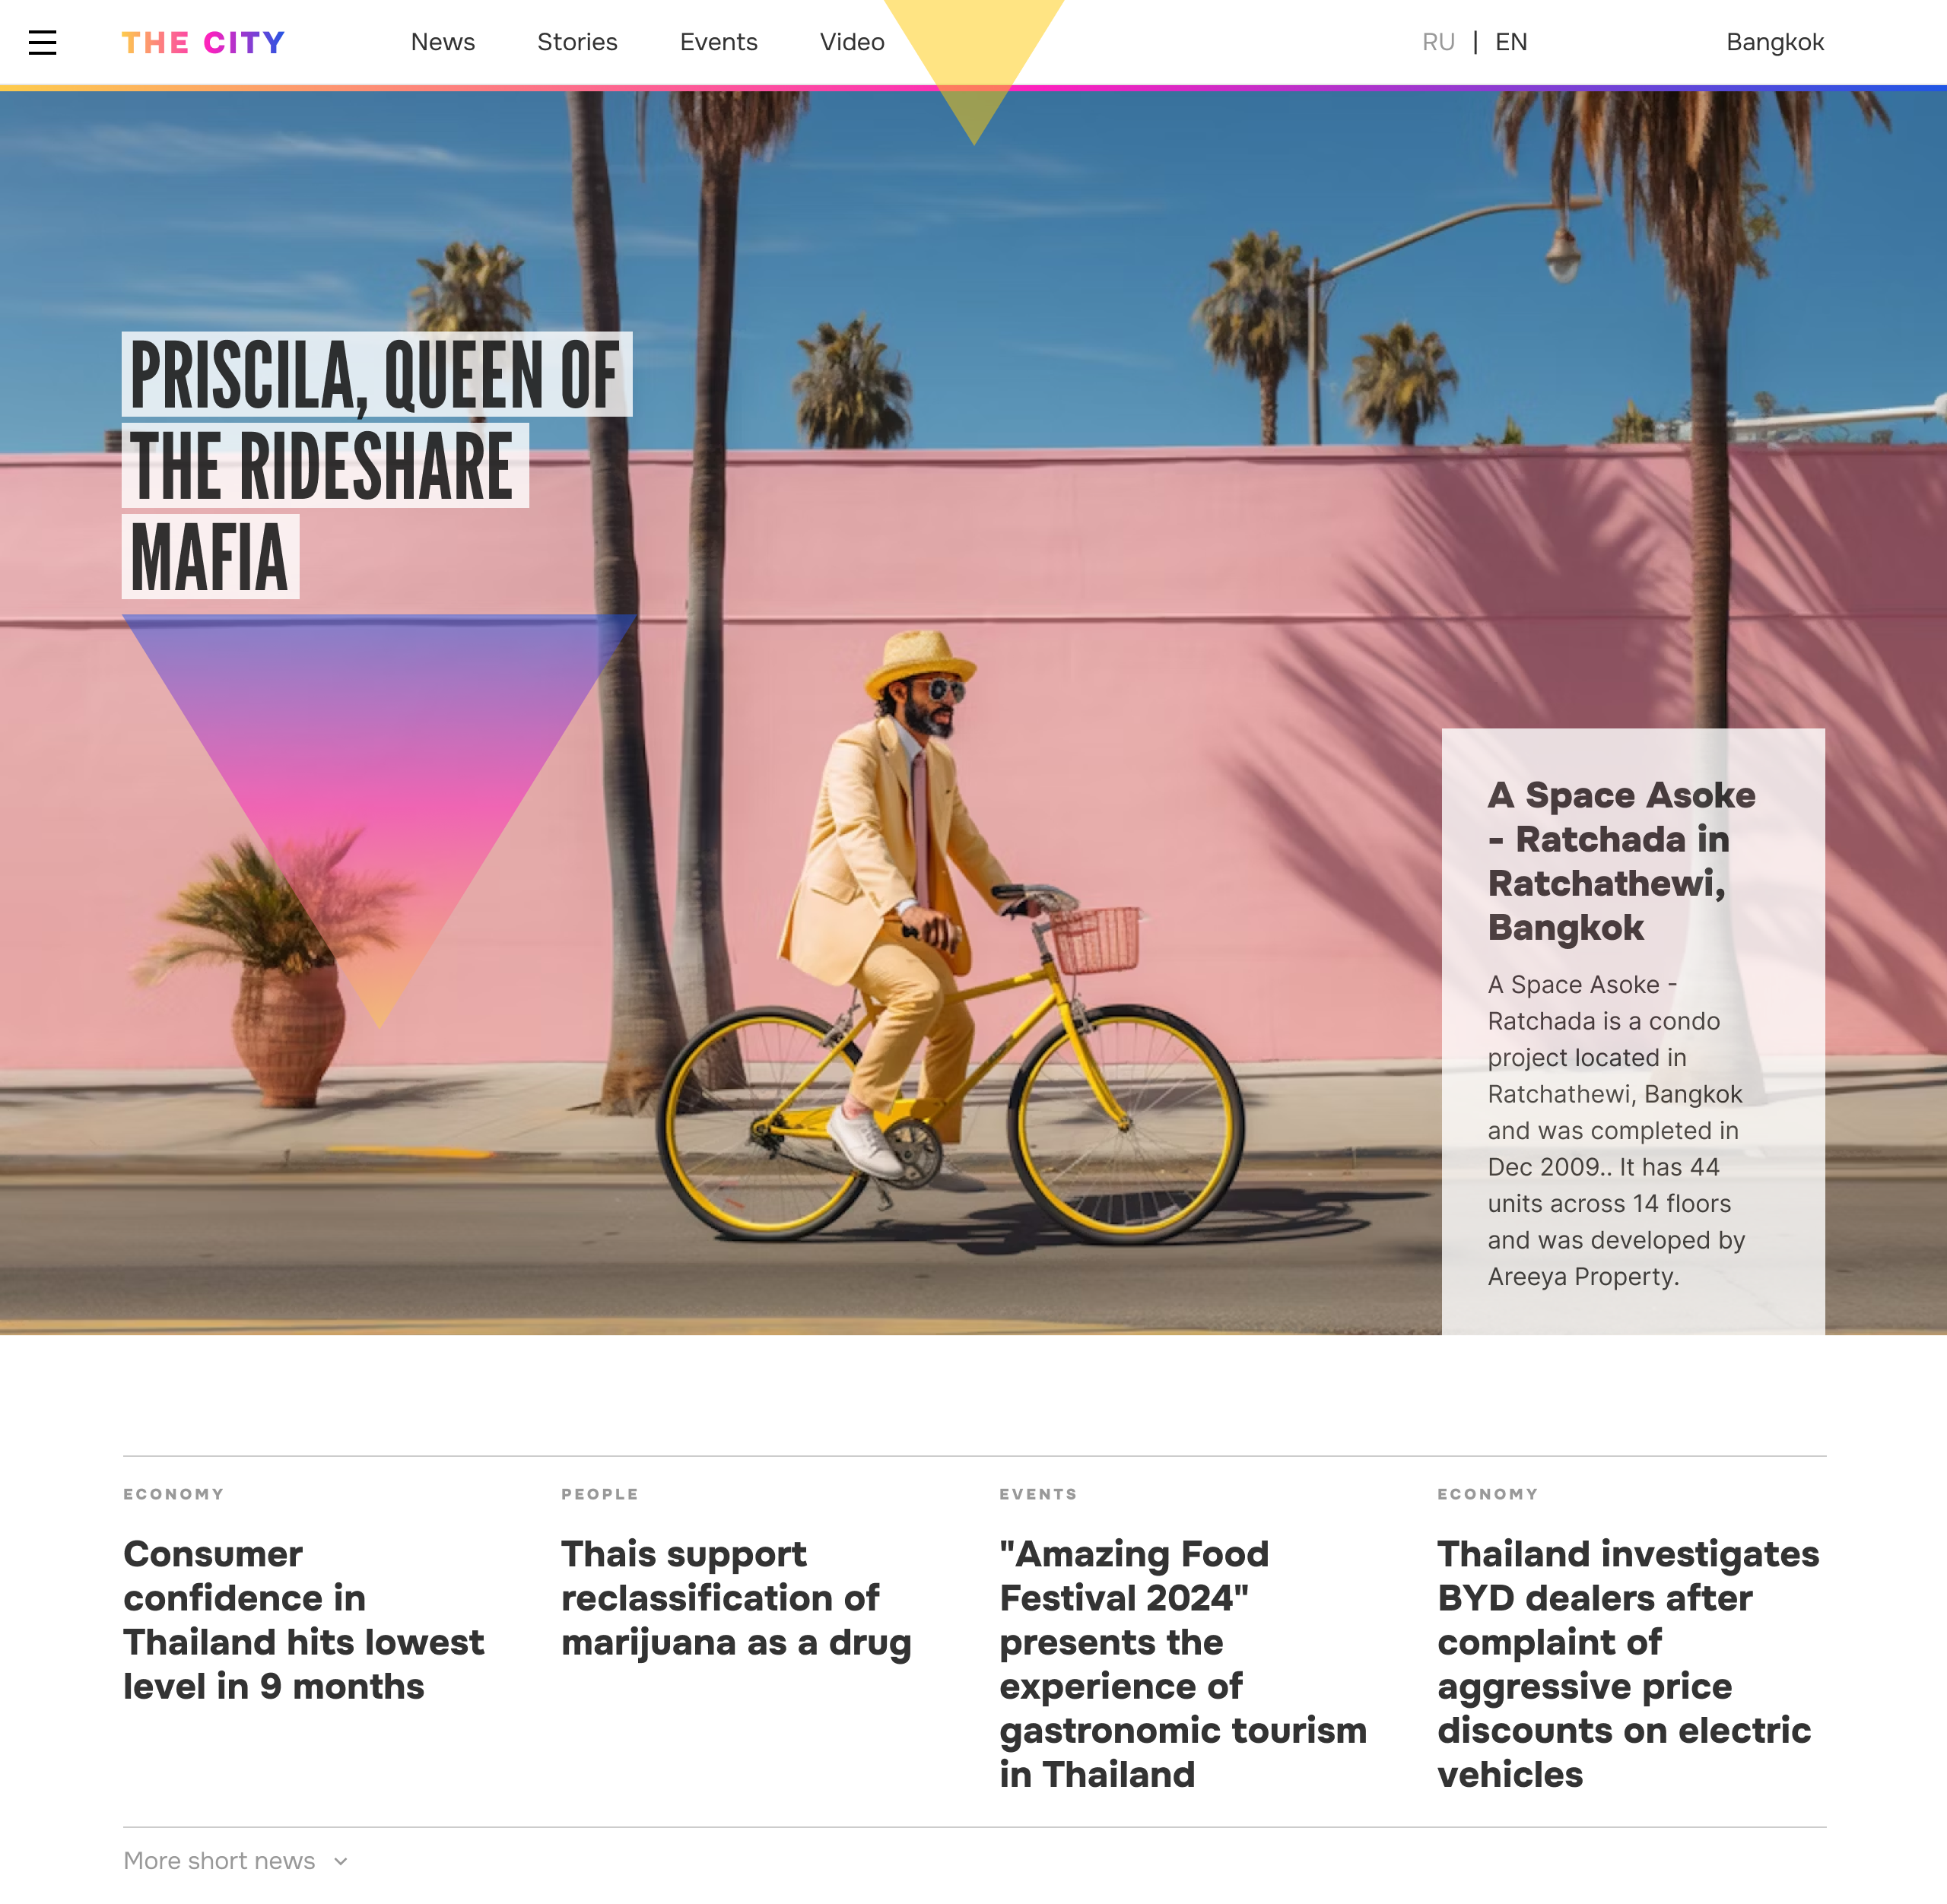 THE CITY
News
Stories
Events
Video
RU | EN
Bangkok
PRISCILA, QUEEN OF
THE RIDESHARE
MAFIA
A Space Asoke
- Ratchada in
Ratchathewi,
Bangkok
A Space Asoke -
Ratchada is a condo
project located in
Ratchathewi, Bangkok
and was completed in
Dec 2009.. It has 44
units across 14 floors
and was developed by
Areeya Property.
ECONOMY
Consumer
confidence in
Thailand hits lowest
level in 9 months
PEOPLE
Thais support
reclassification of
marijuana as a drug
EVENTS
"Amazing Food
Festival 2024"
presents the
experience of
gastronomic tourism
in Thailand
ECONOMY
Thailand investigates
BYD dealers after
complaint of
aggressive price
discounts on electric
vehicles
More short news